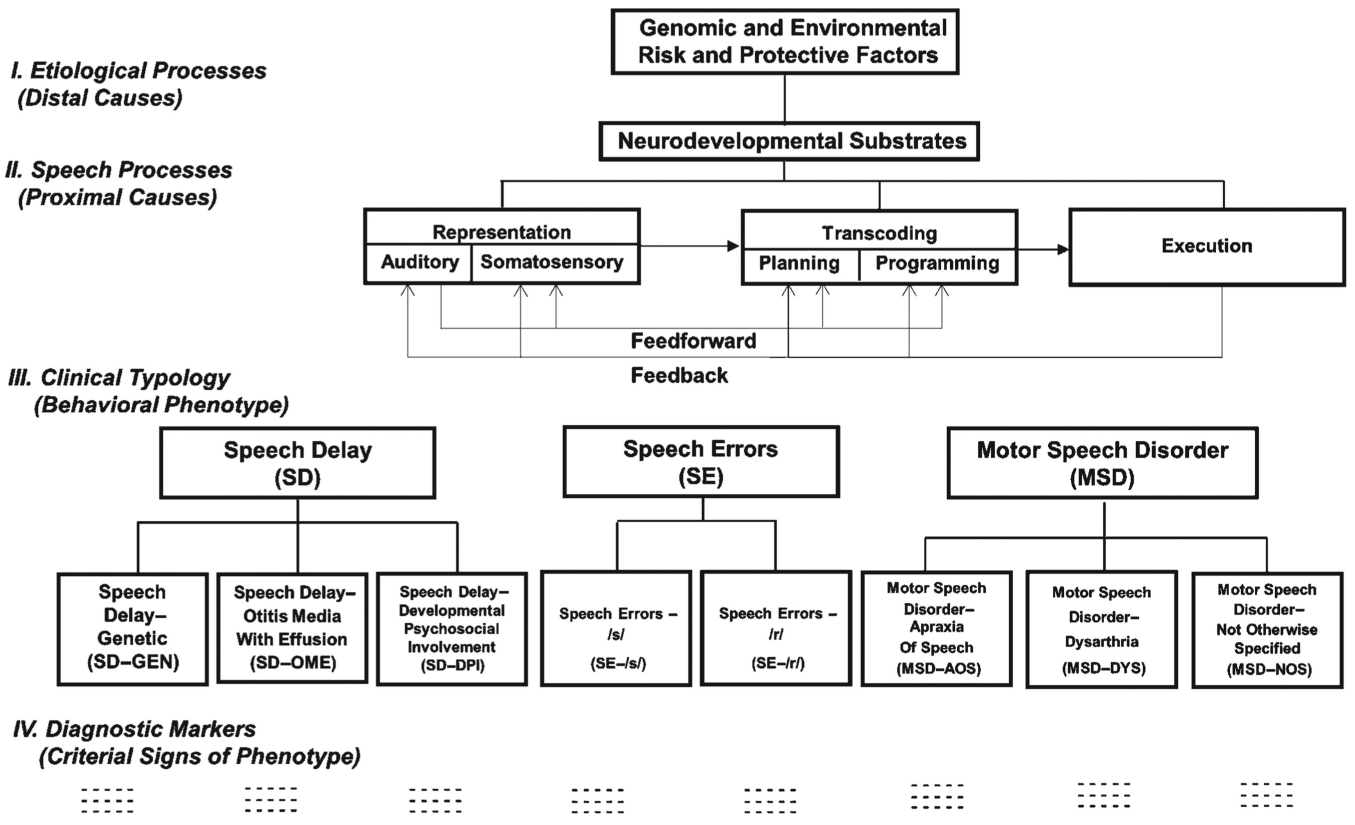 Genomic and Environmental
Risk and Protective Factors
I. Etiological Processes
(Distal Causes)
Neurodevelopmental Substrates
II. Speech Processes
(Proximal Causes)
Representation
Auditory
Somatosensory
Transcoding
Planning
Programming
Execution
Feedforward
Feedback
III. Clinical Typology
(Behavioral Phenotype)
Speech Delay
(SD)
Speech Errors
(SE)
Motor Speech Disorder
(MSD)
Speech
Delay–
Genetic
(SD–GEN)
Speech Delay–
Otitis Media
With Effusion
(SD–OME)
Speech Delay–
Developmental
Psychosocial
Involvement
(SD–DPI)
Speech Errors –
/s/
(SE–/s/)
Speech Errors –
/r/
(SE–/r/)
Motor Speech
Disorder–
Apraxia
Of Speech
(MSD–AOS)
Motor Speech
Disorder–
Dysarthria
(MSD–DYS)
Motor Speech
Disorder–
Not Otherwise
Specified
(MSD–NOS)
IV. Diagnostic Markers
(Criterial Signs of Phenotype)